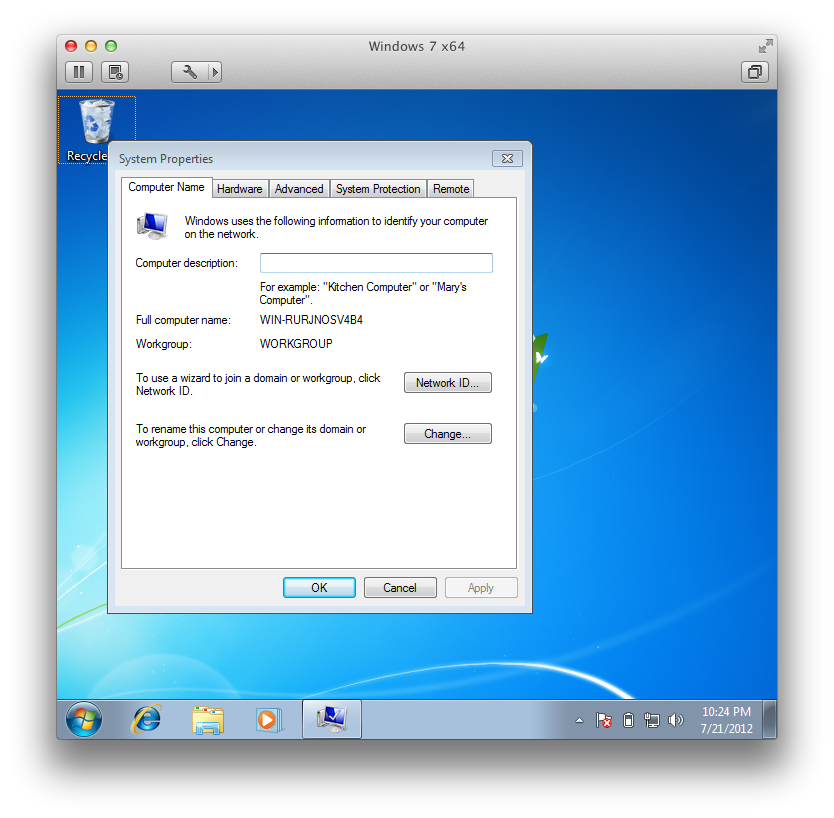 Windows 7 x64
Recycle
System Properties
Computer Name
Hardware
Advanced
System Protection
Remote
Windows uses the following information to identify your computer
on the network.
Computer description:
For example: "Kitchen Computer" or "Mary's
Computer".
Full computer name: WIN-RURJNOSV4B4
Workgroup: WORKGROUP
To use a wizard to join a domain or workgroup, click
Network ID.
Network ID...
To rename this computer or change its domain or
workgroup, click Change.
Change...
OK
Cancel
Apply
10:24 PM
7/21/2012